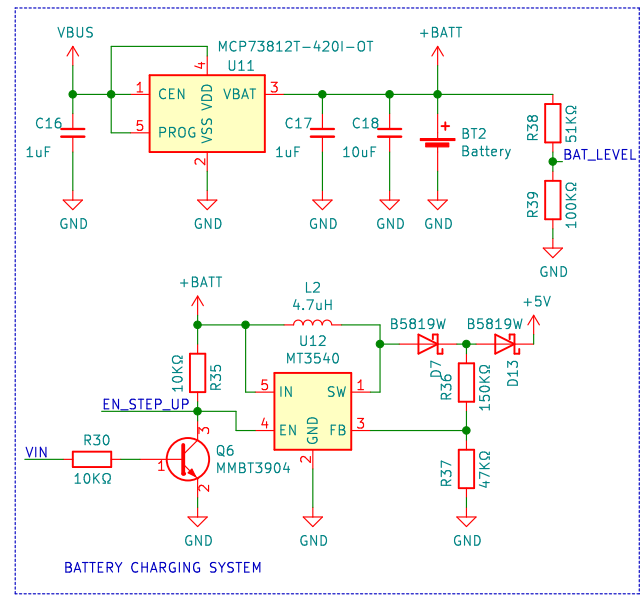 VBUS
MCP73812T-420I-OT
U11
+BATT
4
1
CEN
VDD
VBAT
3
5
PROG
VSS
2
C16
1uF
C17
1uF
C18
10uF
BT2
Battery
R38
51KΩ
BAT_LEVEL
R39
100KΩ
GND
GND
GND
GND
GND
GND
+BATT
L2
4.7uH
+5V
B5819W
B5819W
U12
MT3540
D7
D13
10KΩ
R35
5
IN
SW
1
R36
150KΩ
EN_STEP_UP
4
EN
GND
FB
3
2
VIN
R30
10KΩ
3
1
2
Q6
MMBT3904
R37
47KΩ
GND
GND
GND
BATTERY CHARGING SYSTEM